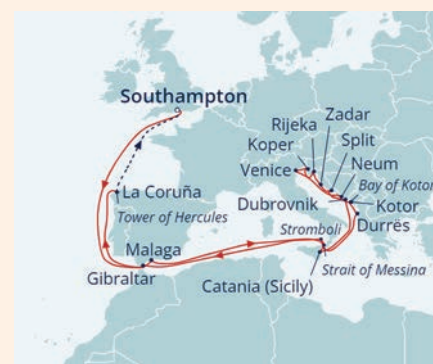 Southampton
Rijeka
Zadar
Koper
Split
Venice
Neum
Bay of Kotor
La Coruña
Dubrovnik
Kotor
Tower of Hercules
Stromboli
Durrës
Malaga
Strait of Messina
Gibraltar
Catania (Sicily)